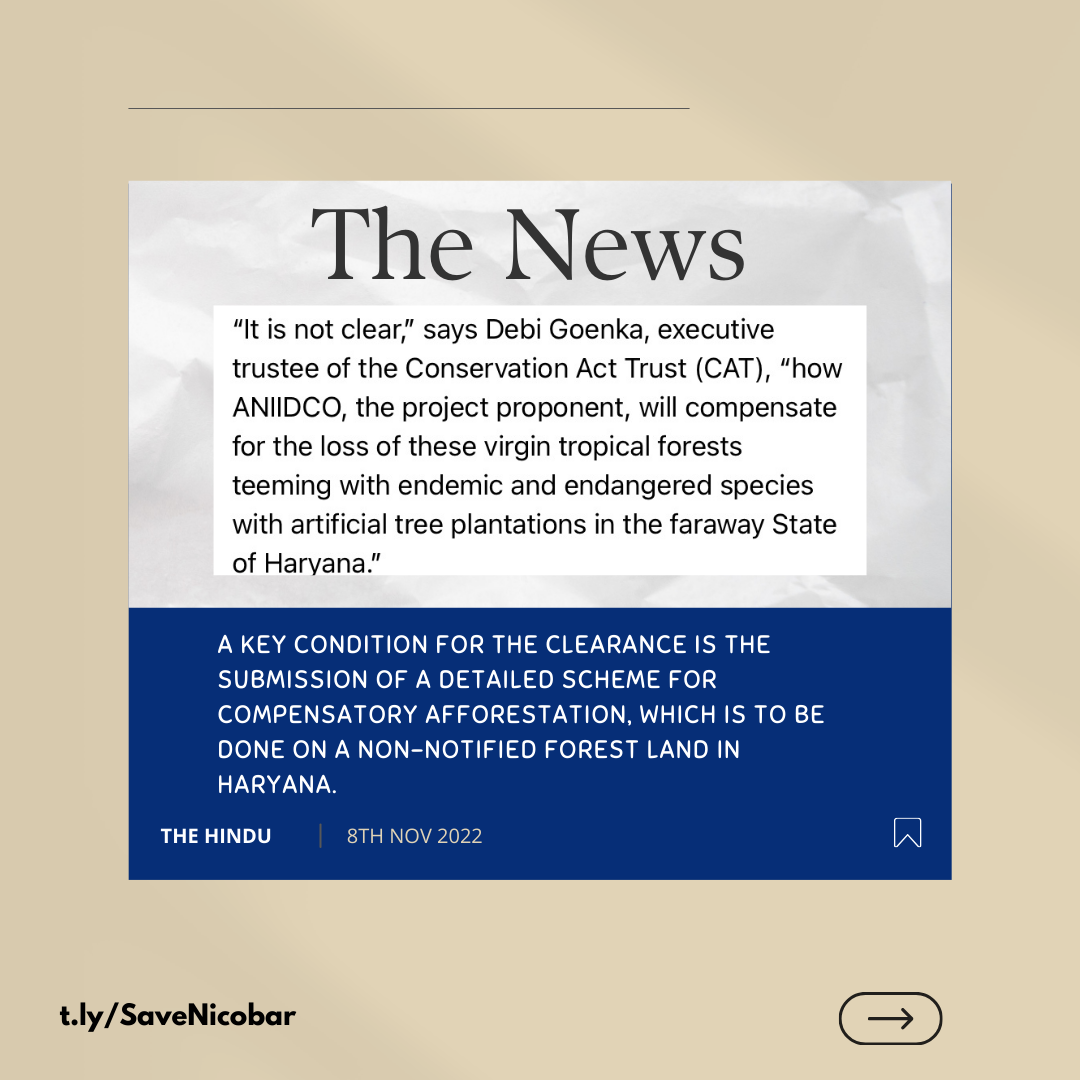 The News
“It is not clear,” says Debi Goenka, executive
trustee of the Conservation Act Trust (CAT), “how
ANIIDCO, the project proponent, will compensate
for the loss of these virgin tropical forests
teeming with endemic and endangered species
with artificial tree plantations in the faraway State
of Haryana.”
A KEY CONDITION FOR THE CLEARANCE IS THE
SUBMISSION OF A DETAILED SCHEME FOR
COMPENSATORY AFFORESTATION, WHICH IS TO BE
DONE ON A NON-NOTIFIED FOREST LAND IN
HARYANA.
THE HINDU | 8TH NOV 2022
t.ly/SaveNicobar